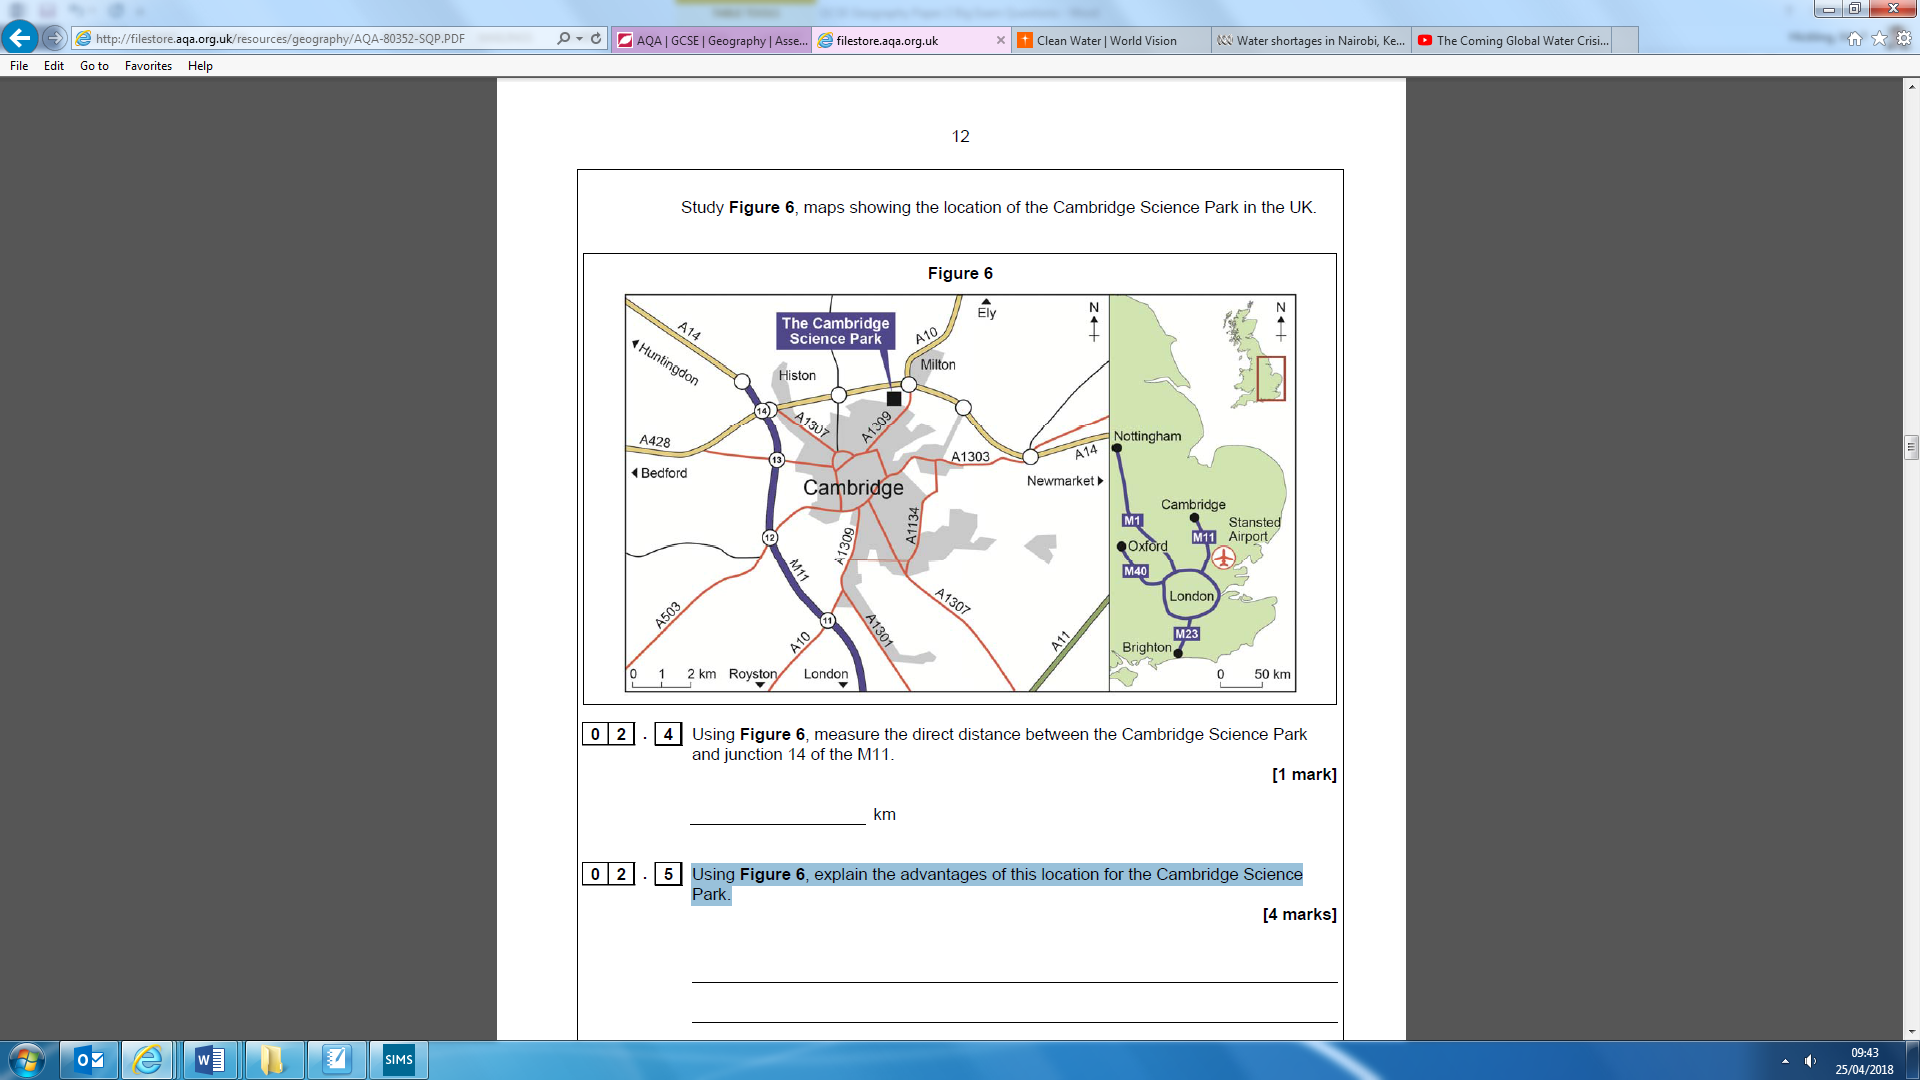 http://filestore.aqa.org.uk/resources/geography/AQA-80352-SQP.PDF
AQA | GCSE | Geography | Asse...
filestore.aqa.org.uk
Clean Water | World Vision
Water shortages in Nairobi, Ke...
The Coming Global Water Crisi...
File Edit Go to Favorites Help
12
Study Figure 6, maps showing the location of the Cambridge Science Park in the UK.
Figure 6
A14
Huntingdon
The Cambridge
Science Park
A10
Ely
N
Histon
Milton
14
A1307
A1309
A428
13
A1303
A14
Bedford
Cambridge
Newmarket
12
A1309
A1134
M11
A503
A1307
11
A10
A1301
A11
0 1 2 km
Royston
London
N
Nottingham
Cambridge
M1
Stansted
Airport
M11
Oxford
M40
London
M23
Brighton
0 50 km
0 2 . 4 Using Figure 6, measure the direct distance between the Cambridge Science Park
and junction 14 of the M11.
[1 mark]
km
0 2 . 5 Using Figure 6, explain the advantages of this location for the Cambridge Science
Park.
[4 marks]
SIMS
09:43
25/04/2018